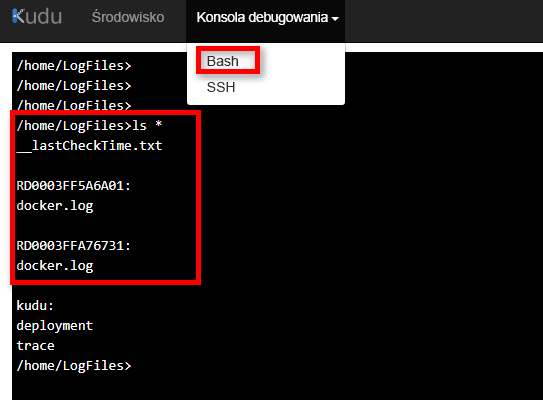 Kudu Środowisko Konsola debugowania
Bash
SSH
/home/LogFiles>
/home/LogFiles>
/home/LogFiles>
/home/LogFiles>ls *
__lastCheckTime.txt
RD0003FF5A6A01:
docker.log
RD0003FFA76731:
docker.log
kudu:
deployment
trace
/home/LogFiles>